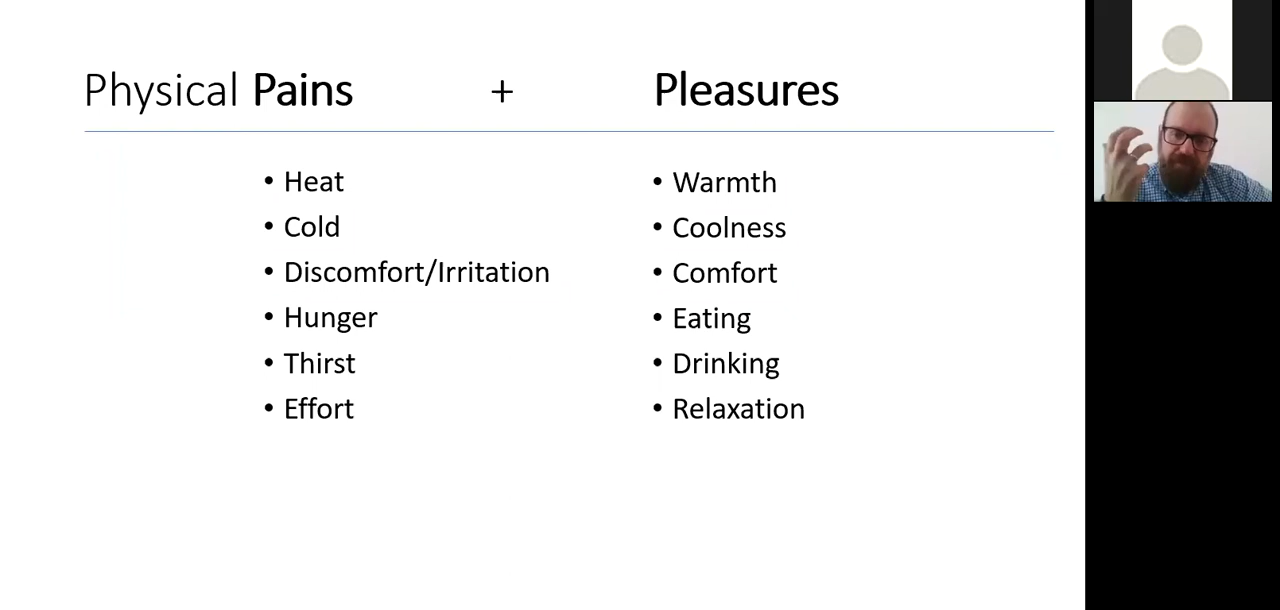 Physical Pains + Pleasures
• Heat
• Cold
• Discomfort/Irritation
• Hunger
• Thirst
• Effort
• Warmth
• Coolness
• Comfort
• Eating
• Drinking
• Relaxation